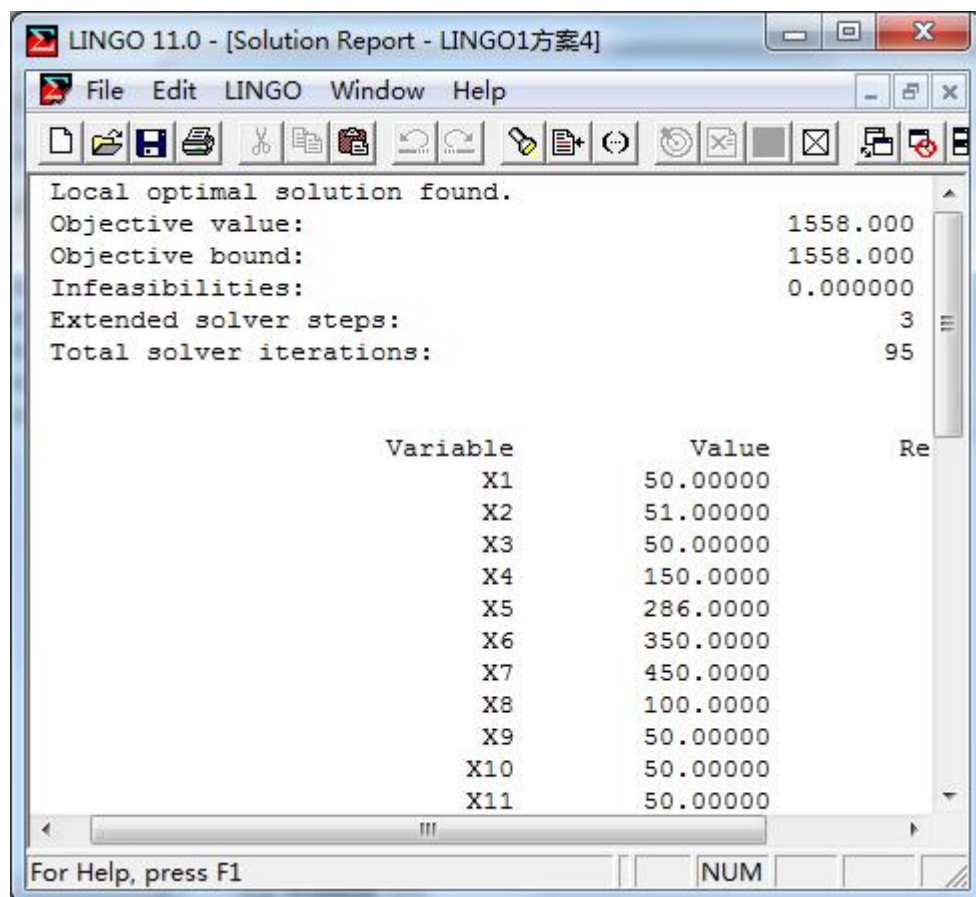 LINGO 11.0 - [Solution Report - LINGO1方案4]
File Edit LINGO Window Help
Local optimal solution found.
Objective value: 1558.000
Objective bound: 1558.000
Infeasibilities: 0.000000
Extended solver steps: 3
Total solver iterations: 95
Variable Value Re
X1 50.00000
X2 51.00000
X3 50.00000
X4 150.0000
X5 286.0000
X6 350.0000
X7 450.0000
X8 100.0000
X9 50.00000
X10 50.00000
X11 50.00000
For Help, press F1 NUM